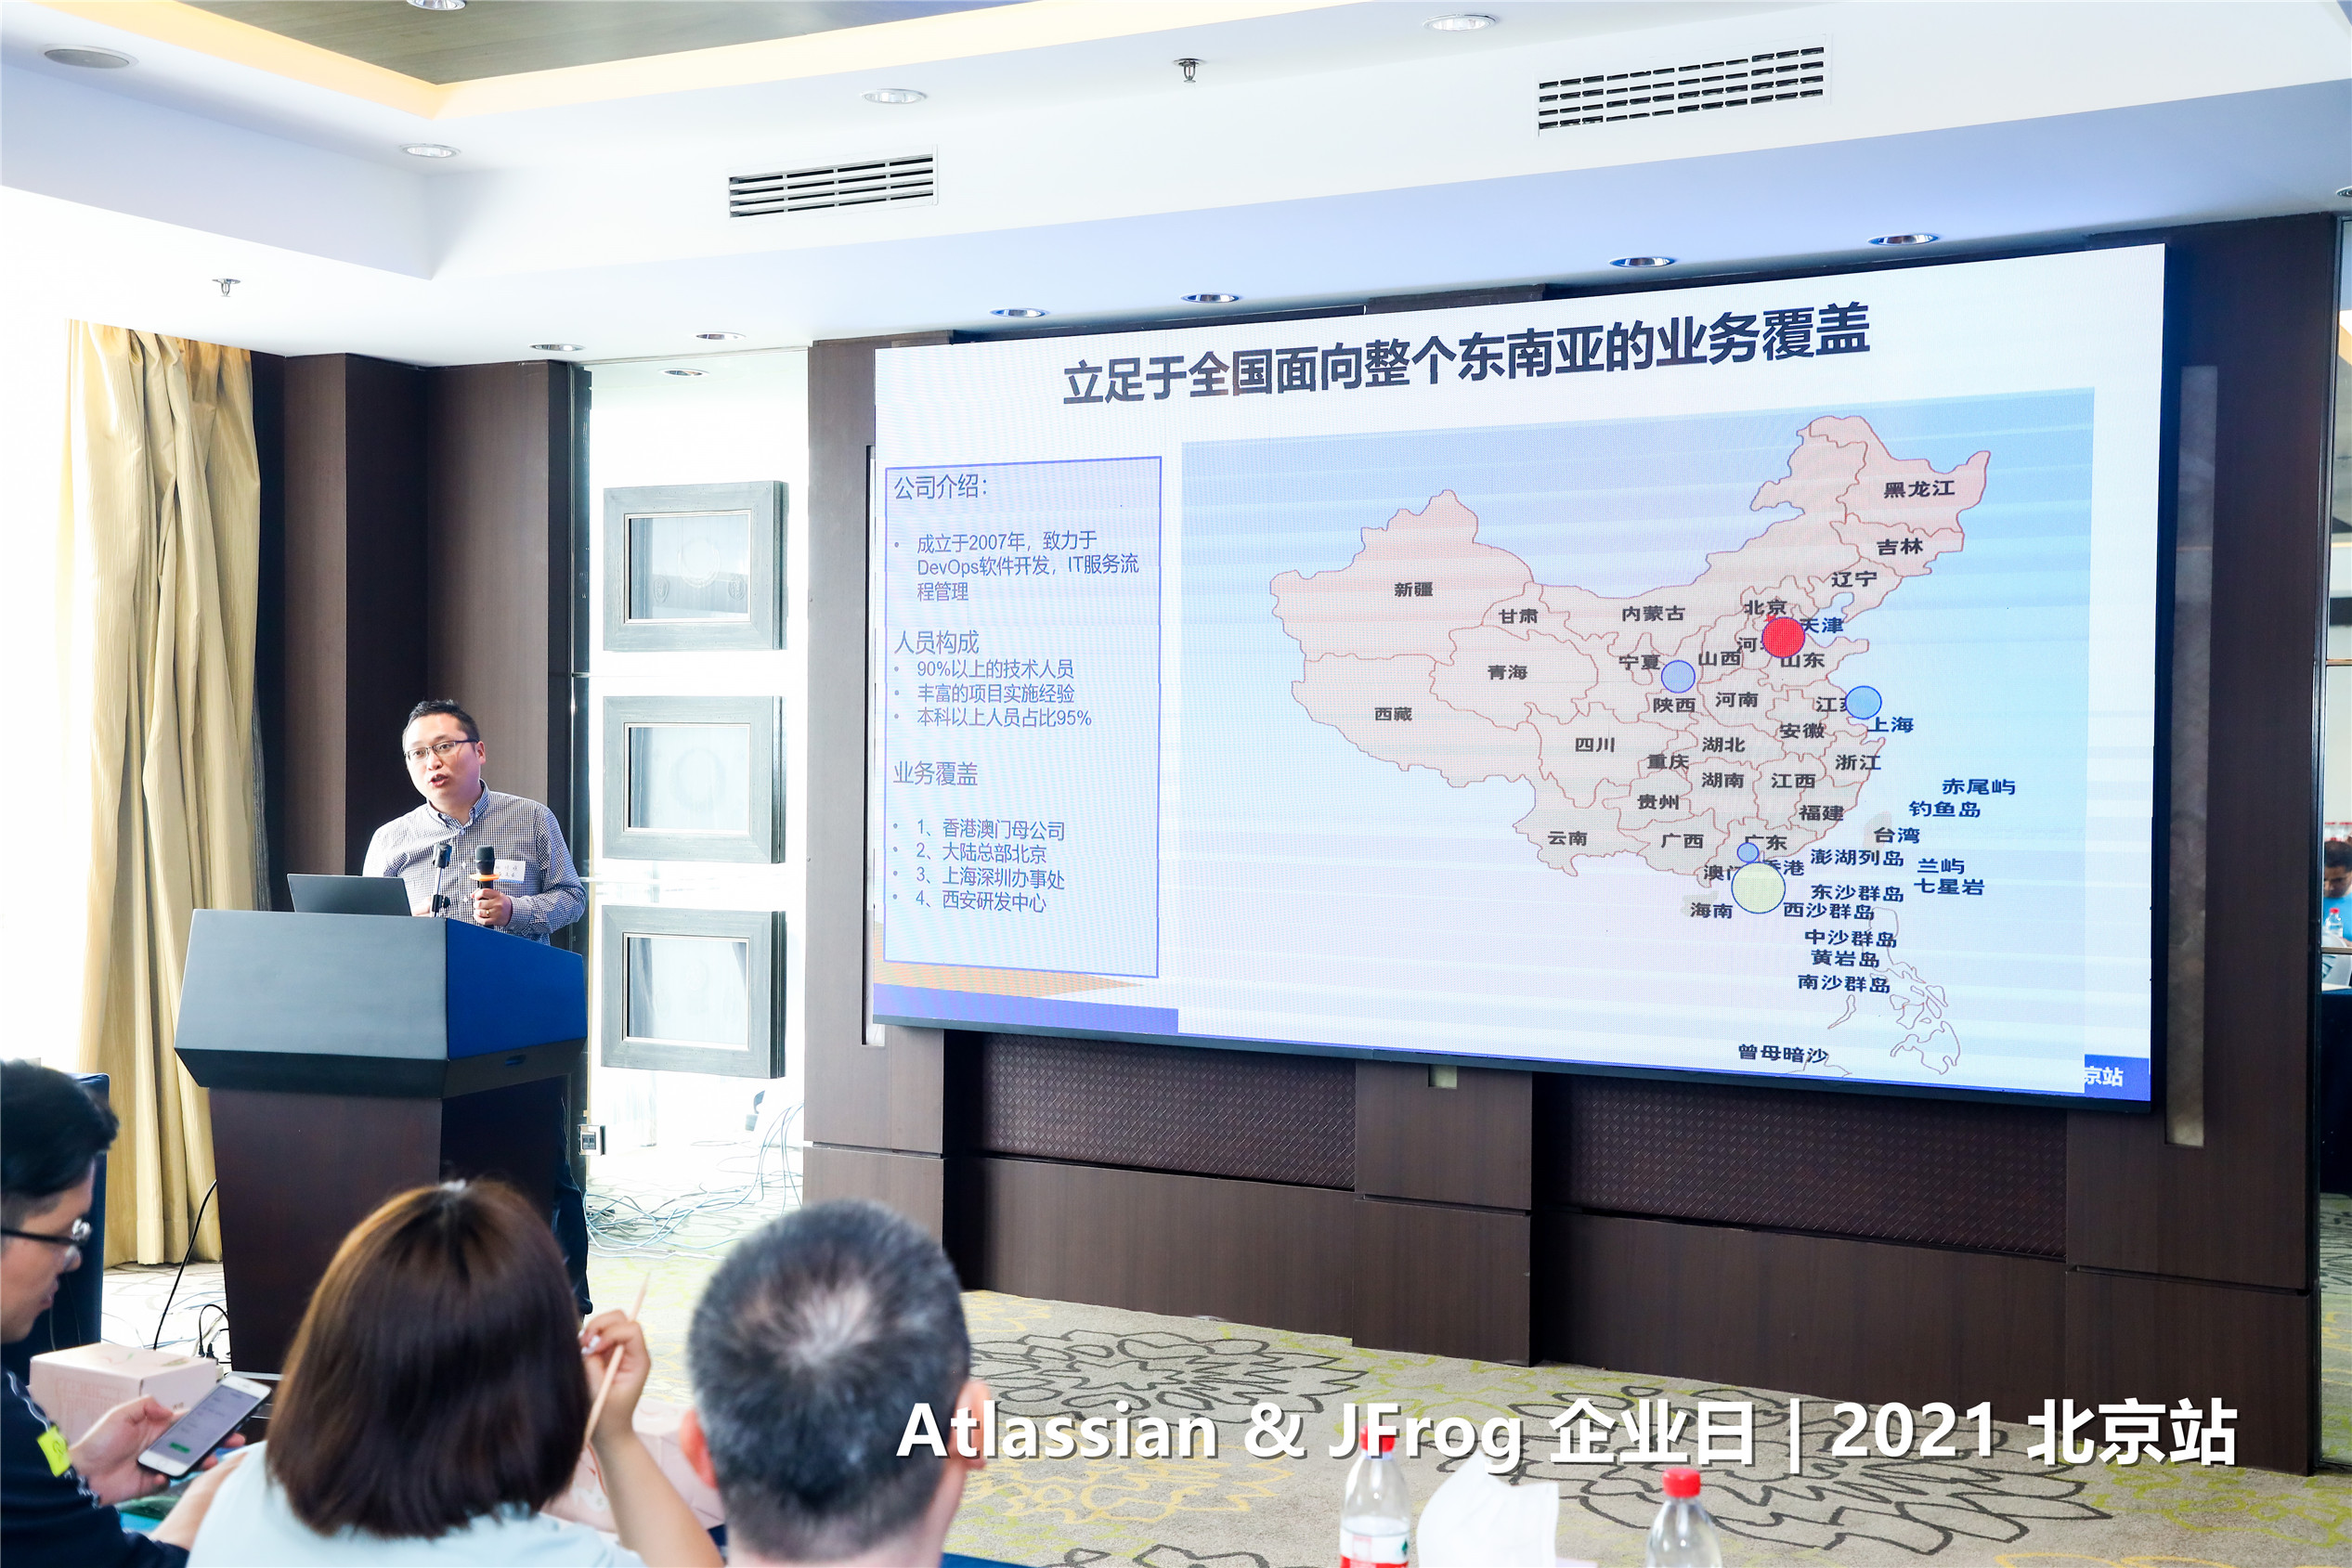 立足于全国面向整个东南亚的业务覆盖
公司介绍：
• 成立于2007年，致力于
DevOps软件开发，IT服务流
程管理
人员构成
• 90%以上的技术人员
• 丰富的项目实施经验
• 本科以上人员占比95%
业务覆盖
• 1、香港澳门母公司
• 2、大陆总部北京
• 3、上海深圳办事处
• 4、西安研发中心
黑龙江
吉林
辽宁
新疆
甘肃
内蒙古
北京
天津
河
宁夏
山西
山东
青海
陕西
河南
江苏
西藏
安徽
上海
四川
湖北
重庆
浙江
湖南
江西
赤尾屿
贵州
福建
钓鱼岛
云南
广西
广东
台湾
澳门
香港
澎湖列岛
兰屿
七星岩
东沙群岛
海南
西沙群岛
中沙群岛
黄岩岛
南沙群岛
曾母暗沙
京站
Atlassian & JFrog 企业日 | 2021 北京站